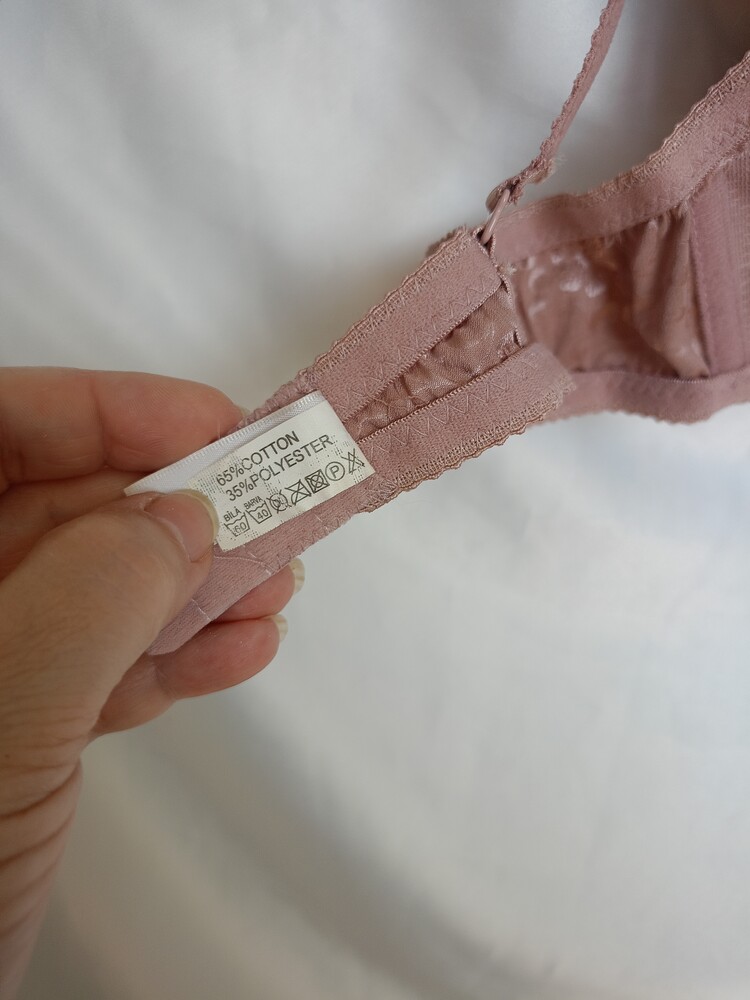 65%COTTON
35%POLYESTER
BÍLÁ BARVA
60 40 P